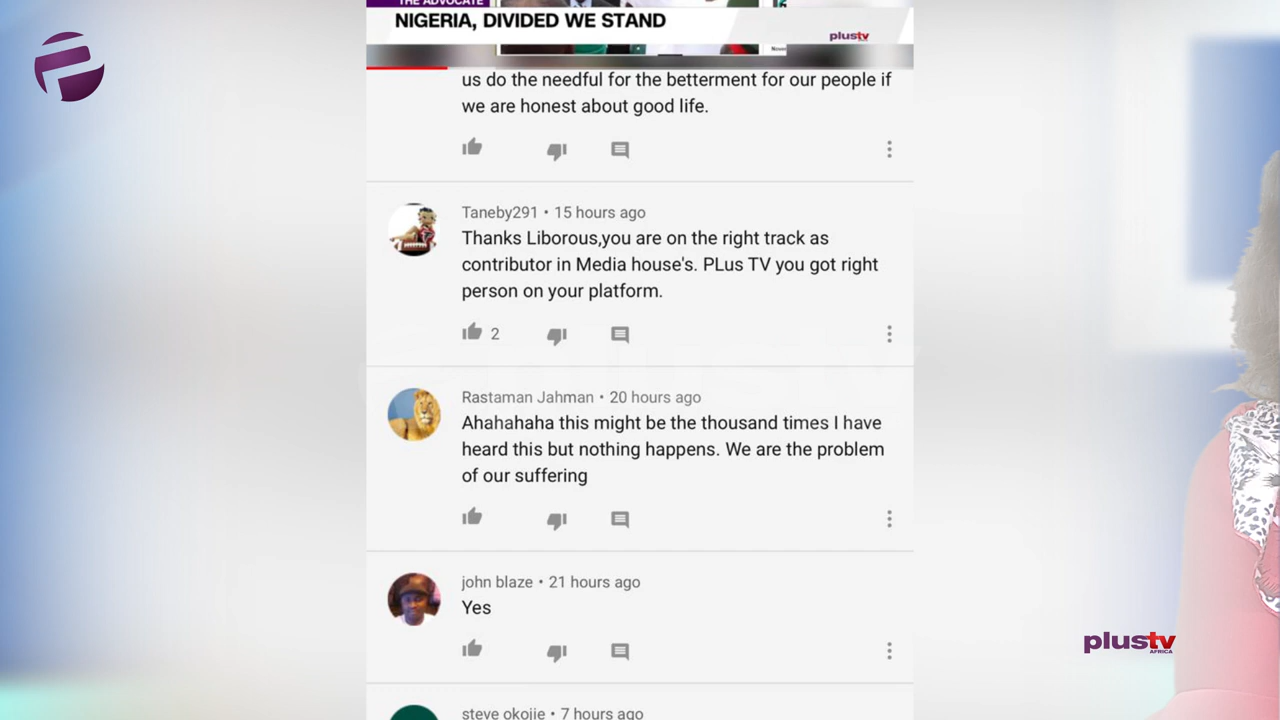 THE ADVOCATE
NIGERIA, DIVIDED WE STAND
plustv
us do the needful for the betterment for our people if
we are honest about good life.
Taneby291 • 15 hours ago
Thanks Liborous,you are on the right track as
contributor in Media house's. PLus TV you got right
person on your platform.
2
Rastaman Jahman • 20 hours ago
Ahahahaha this might be the thousand times I have
heard this but nothing happens. We are the problem
of our suffering
john blaze • 21 hours ago
Yes
steve okojie • 7 hours ago
plustv
AFRICA